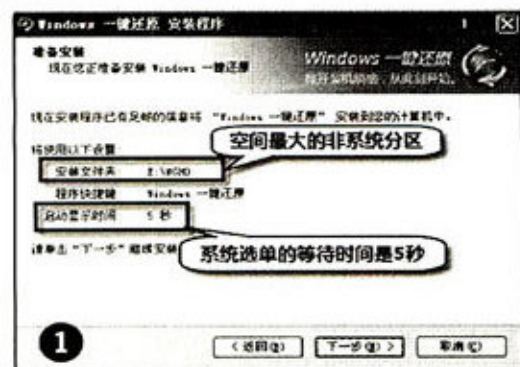 Windows 一键还原 安装程序
准备安装
现在您正准备安装 Windows 一键还原
Windows 一键还原
从此刻开始。
现在安装程序已有足够的信息将 "Windows 一键还原" 安装到您的计算机中。
将使用以下设置
空间最大的非系统分区
安装文件夹
程序快捷键 Windows 一键还原
启动显示时间 5 秒
请单击 "下一步" 继续安装
系统选单的等待时间是5秒
1
< 返回(Q)
下一步(Q) >
取消(C)